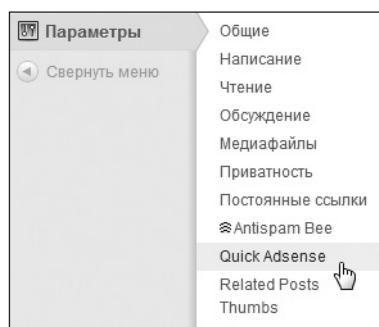 Параметры
Свернуть меню
Общие
Написание
Чтение
Обсуждение
Медиафайлы
Приватность
Постоянные ссылки
Antispam Bee
Quick Adsense
Related Posts
Thumbs